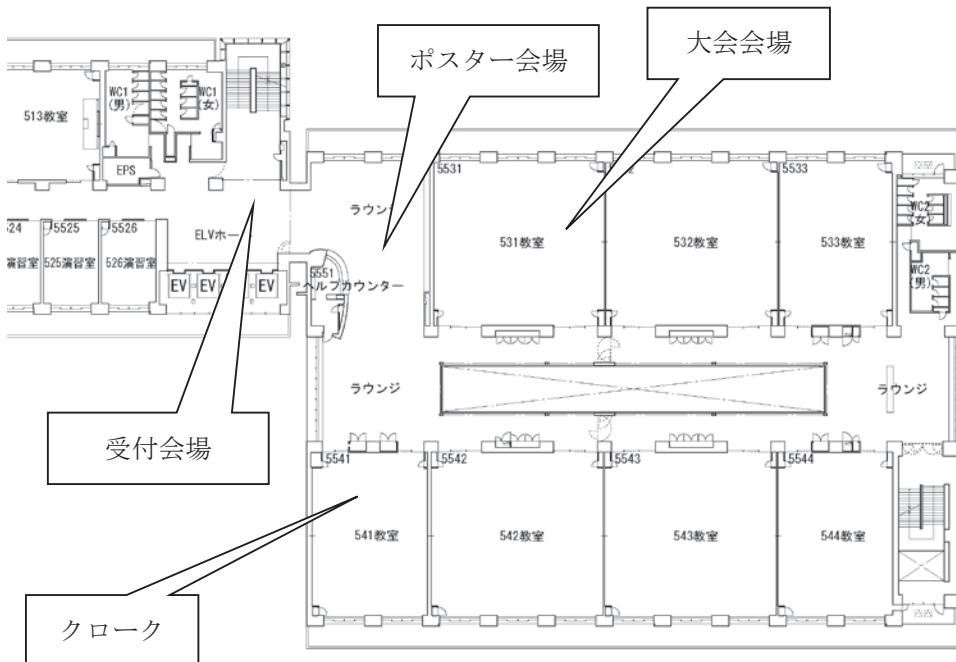 大会会場
ポスター会場
WC1
(男)
WC1
(女)
513教室
EPS
5531
5533
ラウンジ
WC2
女)
5525
5526
ELVホー
531教室
532教室
533教室
演習室
525演習室
526演習室
EV
EV
EV
5551
ヘルプカウンター
WC2
(男)
ラウンジ
ラウンジ
受付会場
5541
5542
5543
5544
541教室
542教室
543教室
544教室
クローク